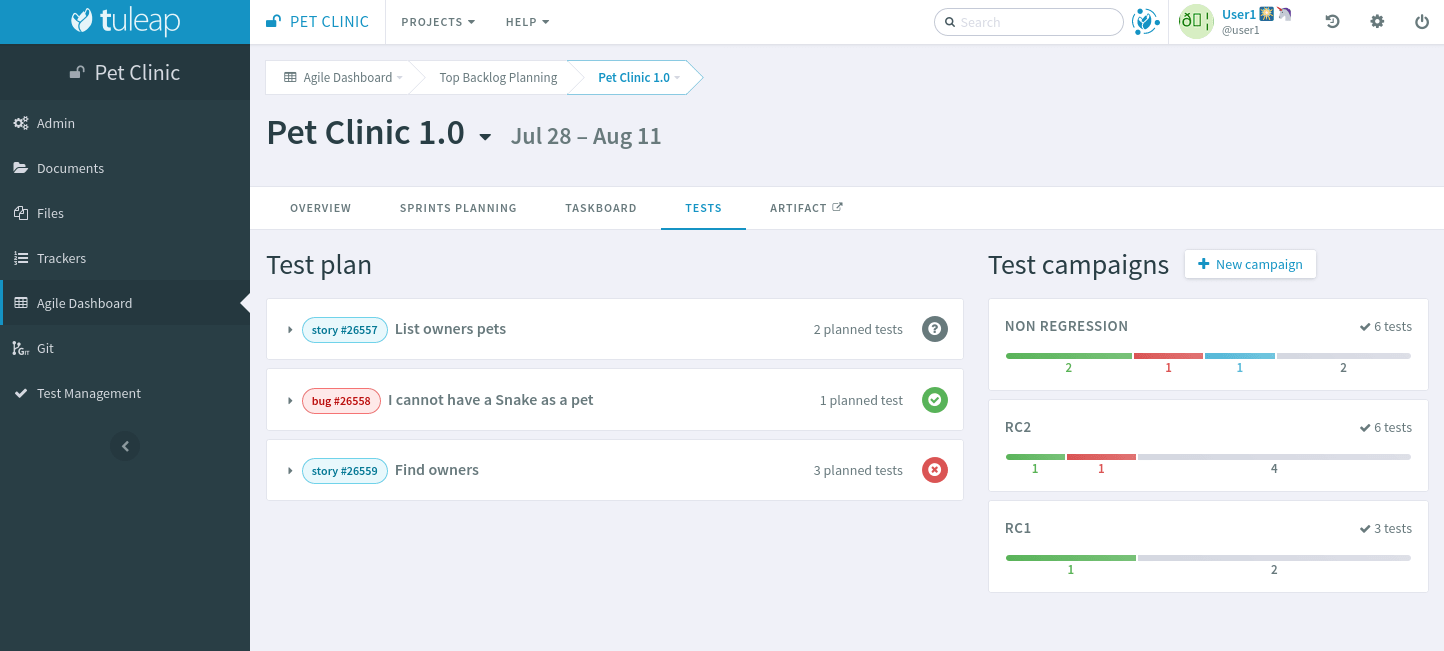 tuleap
PET CLINIC
PROJECTS
HELP
Search
User1
@user1
Pet Clinic
Admin
Documents
Files
Trackers
Agile Dashboard
Git
Test Management
Agile Dashboard
Top Backlog Planning
Pet Clinic 1.0
Pet Clinic 1.0 Jul 28 – Aug 11
OVERVIEW
SPRINTS PLANNING
TASKBOARD
TESTS
ARTIFACT
Test plan
story #26557 List owners pets 2 planned tests
bug #26558 I cannot have a Snake as a pet 1 planned test
story #26559 Find owners 3 planned tests
Test campaigns
New campaign
NON REGRESSION 6 tests
2 1 1 2
RC2 6 tests
1 1 4
RC1 3 tests
1 2